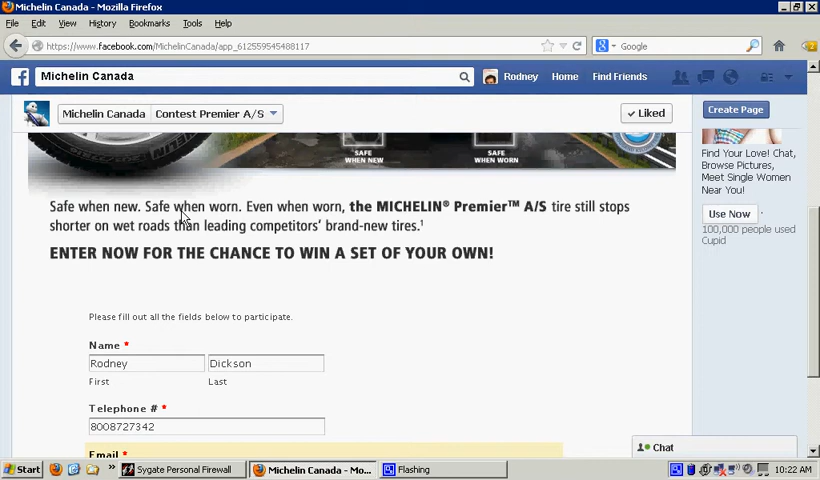 Michelin Canada - Mozilla Firefox
File Edit View History Bookmarks Tools Help
https://www.facebook.com/MichelinCanada/app_612559545488117
Google
Michelin Canada
Rodney Home Find Friends
Michelin Canada Contest Premier A/S
Liked
Create Page
SAFE
WHEN NEW
SAFE
WHEN WORN
Find Your Love! Chat,
Browse Pictures,
Meet Single Women
Near You!
Use Now
100,000 people used
Cupid
Safe when new. Safe when worn. Even when worn, the MICHELIN® Premier™ A/S tire still stops
shorter on wet roads than leading competitors' brand-new tires.¹
ENTER NOW FOR THE CHANCE TO WIN A SET OF YOUR OWN!
Please fill out all the fields below to participate.
Name *
Rodney Dickson
First Last
Telephone # *
8008727342
Email *
Chat
Start
Sygate Personal Firewall
Michelin Canada - Mo...
Flashing
10:22 AM